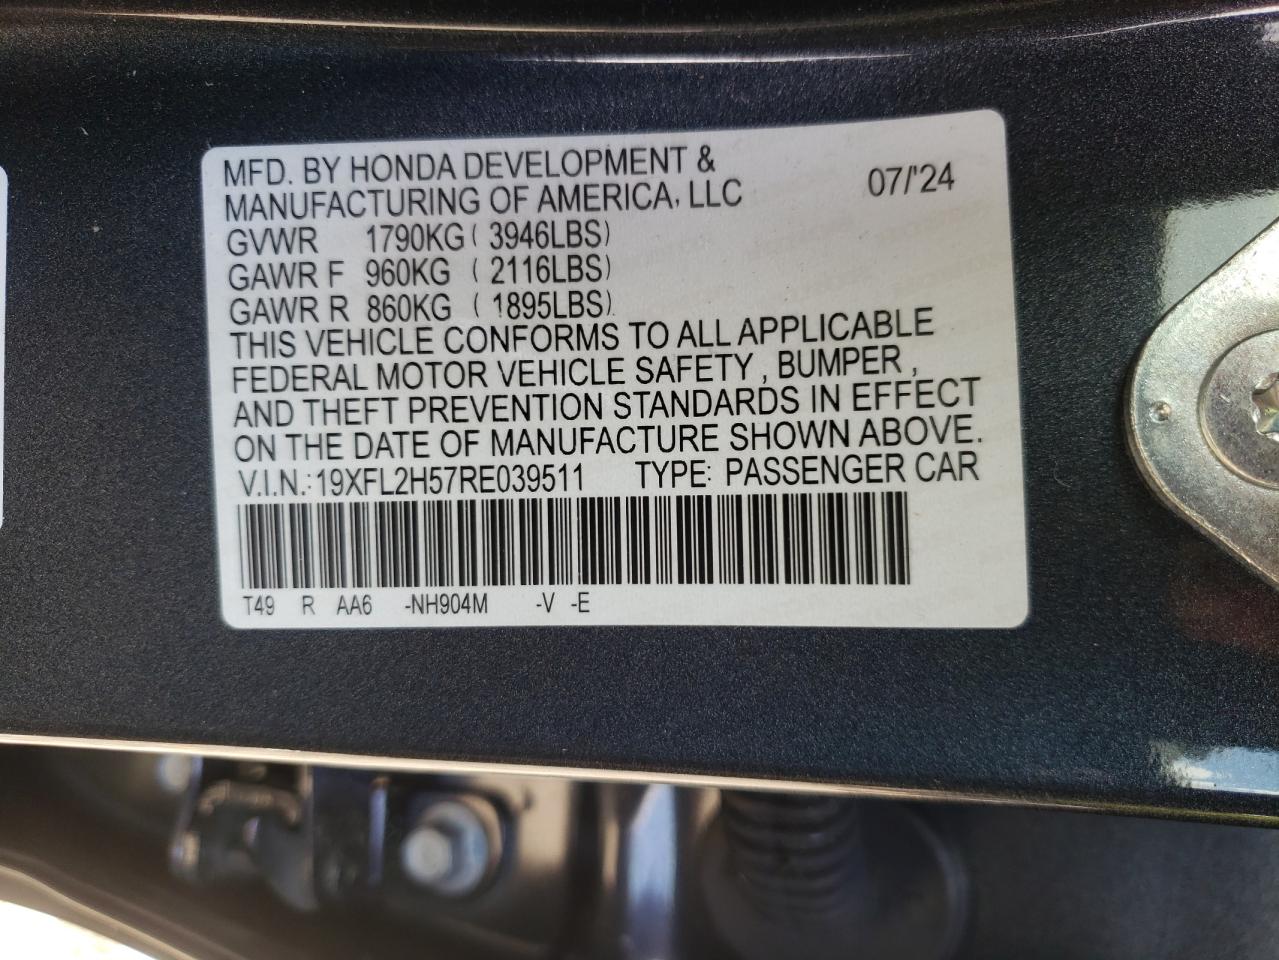 MFD. BY HONDA DEVELOPMENT &
MANUFACTURING OF AMERICA, LLC 07/'24
GVWR 1790KG ( 3946LBS)
GAWR F 960KG ( 2116LBS)
GAWR R 860KG ( 1895LBS)
THIS VEHICLE CONFORMS TO ALL APPLICABLE
FEDERAL MOTOR VEHICLE SAFETY , BUMPER ,
AND THEFT PREVENTION STANDARDS IN EFFECT
ON THE DATE OF MANUFACTURE SHOWN ABOVE.
V.I.N.: 19XFL2H57RE039511 TYPE: PASSENGER CAR
T49 R AA6 -NH904M -V -E